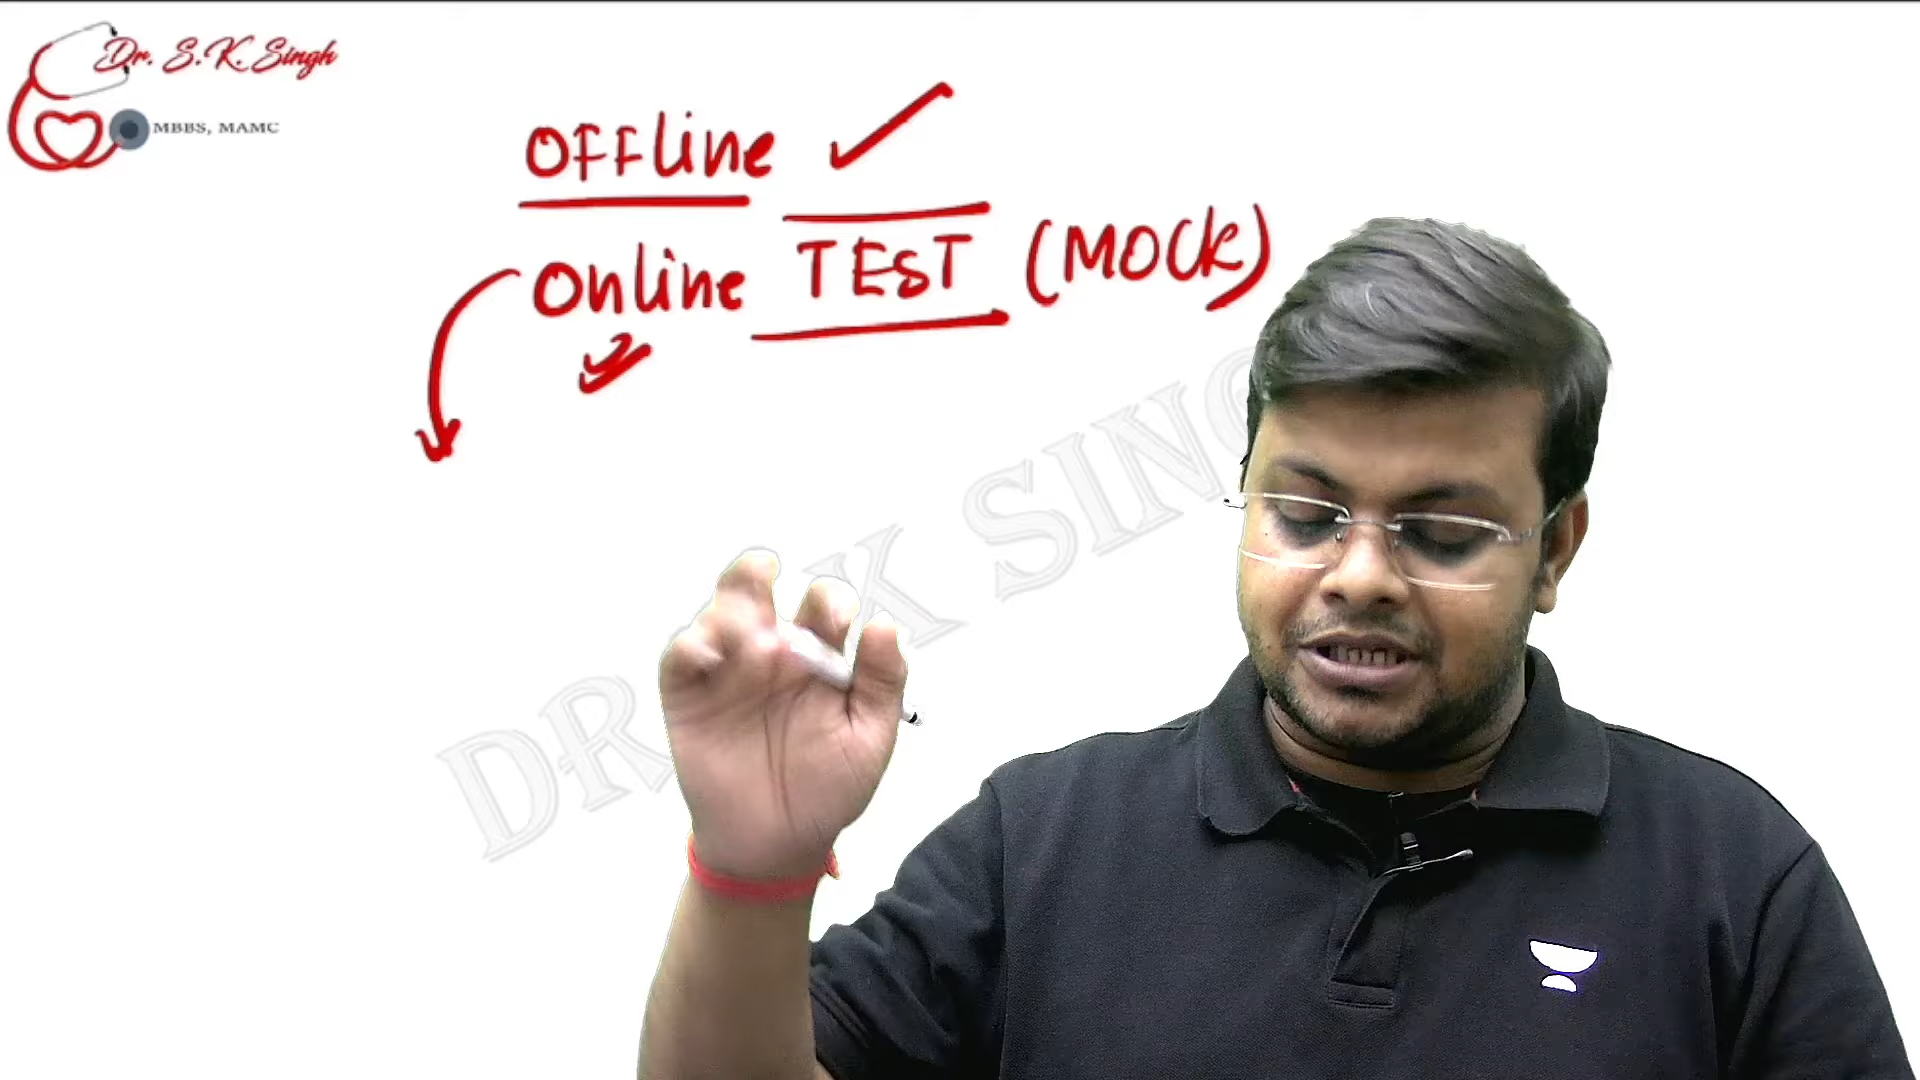 Dr. S. K. Singh
MBBS, MAMC
OFFline
Online TEST (MOCK)
DR. S K SING